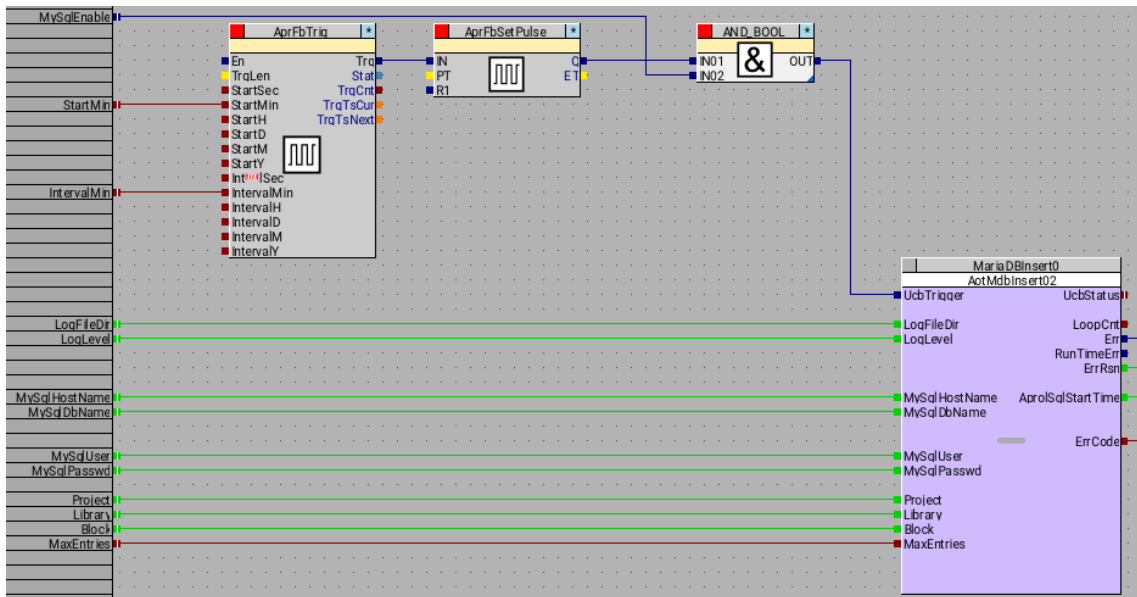 MySqlEnable
AprFbTrig *
AprFbSetPulse *
AND_BOOL *
En Trg
TrgLen Stat
StartSec TrgCnt
StartMin TrgTsCur
StartH TrgTsNext
StartD
StartM
StartY
IntervalMin
IntervalH
IntervalD
IntervalM
IntervalY
IN Q
PT ET
R1
IN01 OUT
IN02
&
StartMin
IntervalMin
MariaDBInsert0
AotMdbInsert02
UcbTrigger UcbStatus
LogFileDir LoopCnt
LogLevel Err
RunTimeErr
ErrRsn
MySqlHostName AprolSqlStartTime
MySqlDbName
ErrCode
MySqlUser
MySqlPasswd
Project
Library
Block
MaxEntries
LogFileDir
LogLevel
MySqlHostName
MySqlDbName
MySqlUser
MySqlPasswd
Project
Library
Block
MaxEntries